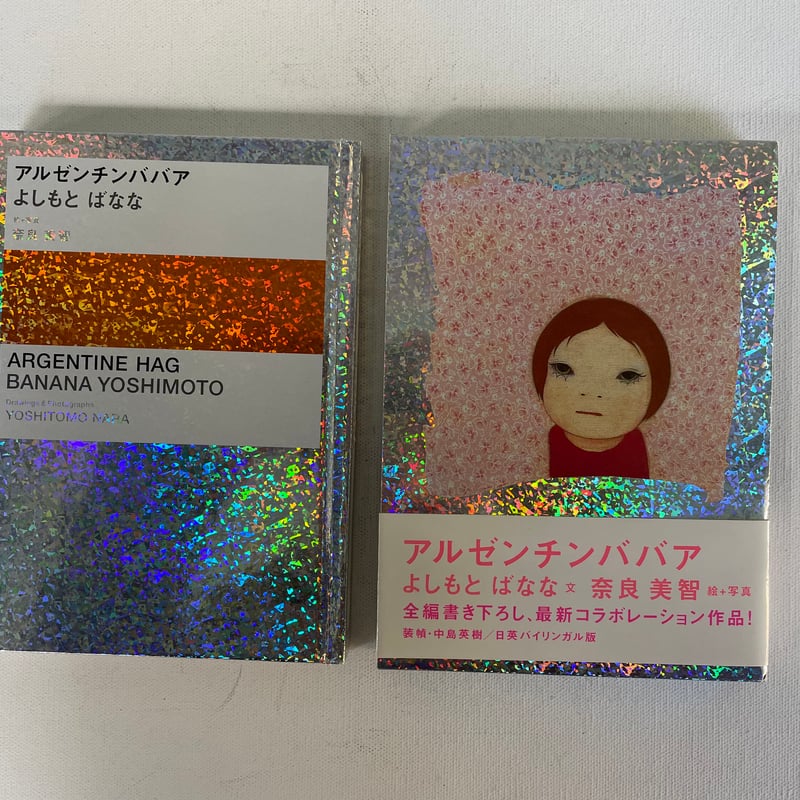 アルゼンチンババア
よしもと ばなな
絵+写真
奈良 美智
ARGENTINE HAG
BANANA YOSHIMOTO
Drawings & Photographs
YOSHITOMO NARA
アルゼンチンババア
よしもと ばなな 文 奈良 美智 絵+写真
全編書き下ろし、最新コラボレーション作品!
装幀・中島英樹/日英バイリンガル版